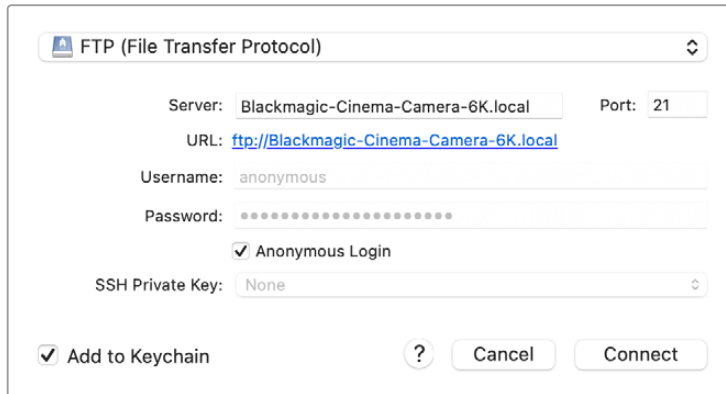 FTP (File Transfer Protocol)
Server: Blackmagic-Cinema-Camera-6K.local Port: 21
URL: ftp://Blackmagic-Cinema-Camera-6K.local
Username: anonymous
Password: ●●●●●●●●●●●●●●●●●●●●●
Anonymous Login
SSH Private Key: None
Add to Keychain ? Cancel Connect